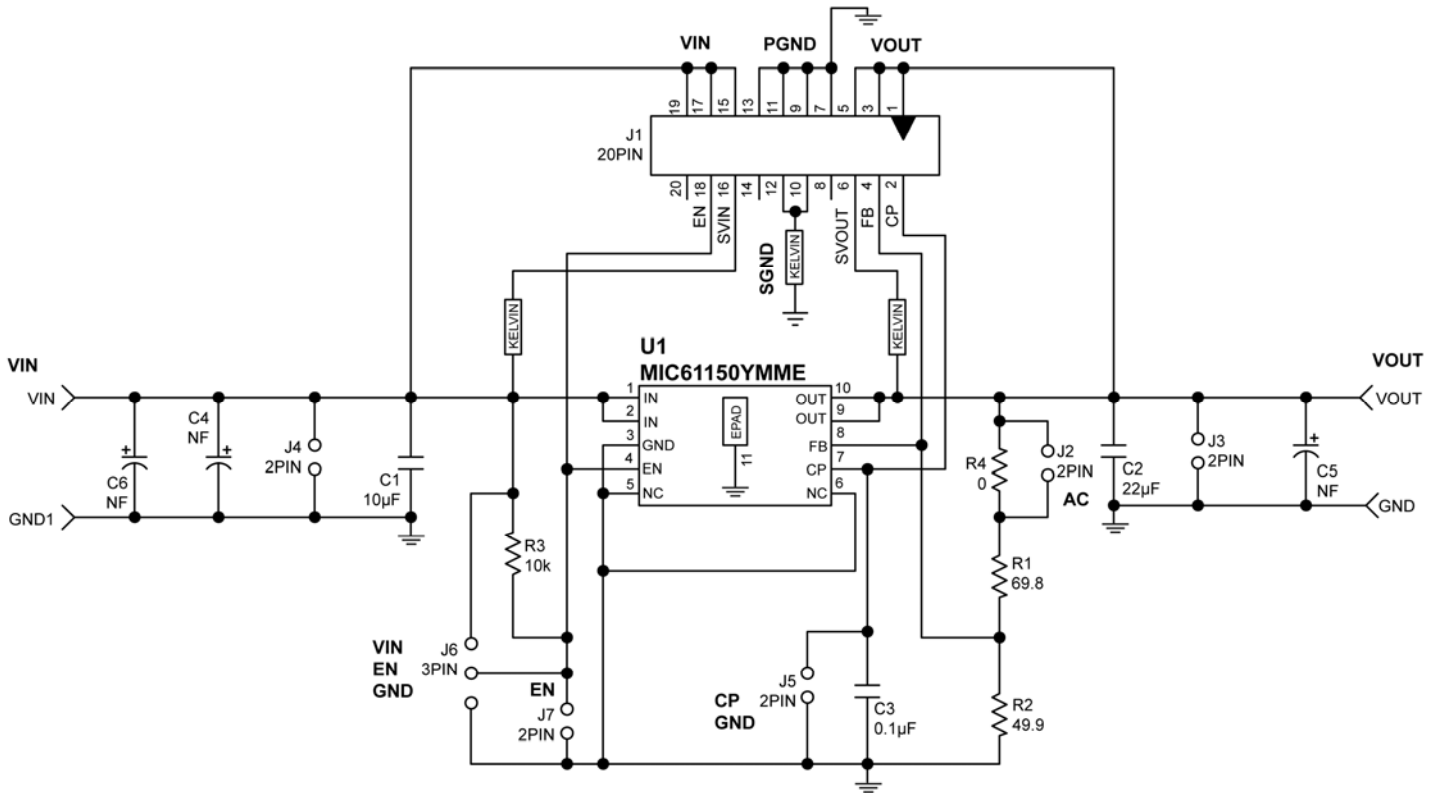 VIN
PGND
VOUT
19
17
15
13
11
9
7
5
3
1
J1
20PIN
20
18
16
14
12
10
8
6
4
2
EN
SVIN
SVOUT
FB
CP
SGND
KELVIN
KELVIN
KELVIN
U1
MIC61150YMME
VIN
VIN
GND1
C6
NF
C4
NF
J4
2PIN
C1
10µF
1
IN
2
IN
3
GND
4
EN
5
NC
EPAD
11
10
OUT
9
OUT
8
FB
7
CP
6
NC
VOUT
VOUT
GND
R4
0
J2
2PIN
AC
C2
22µF
J3
2PIN
C5
NF
R3
10k
R1
69.8
VIN
EN
GND
J6
3PIN
EN
J7
2PIN
CP
GND
J5
2PIN
C3
0.1µF
R2
49.9